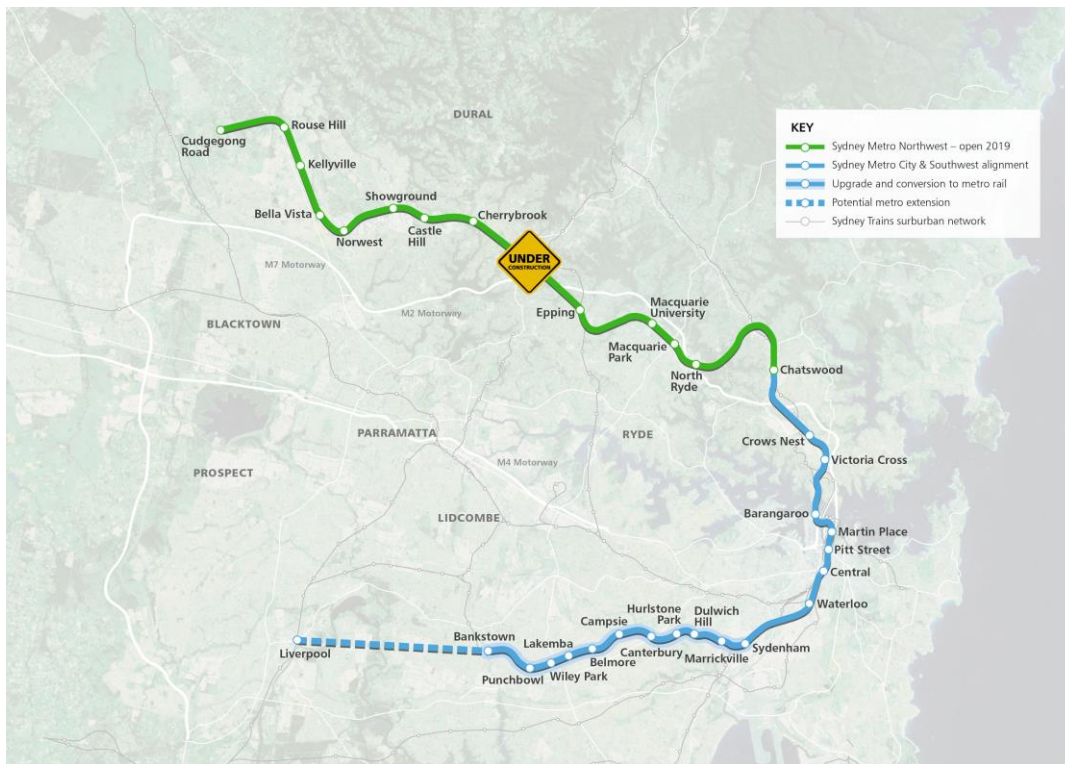 DURAL
KEY
Sydney Metro Northwest – open 2019
Sydney Metro City & Southwest alignment
Upgrade and conversion to metro rail
Potential metro extension
Sydney Trains surburban network
Cudgegong
Road
Rouse Hill
Kellyville
Bella Vista
Norwest
Showground
Castle
Hill
Cherrybrook
UNDER
CONSTRUCTION
M7 Motorway
M2 Motorway
BLACKTOWN
Epping
Macquarie
University
Macquarie
Park
North
Ryde
Chatswood
PARRAMATTA
RYDE
Crows Nest
Victoria Cross
M4 Motorway
PROSPECT
LIDCOMBE
Barangaroo
Martin Place
Pitt Street
Central
Waterloo
Liverpool
Bankstown
Punchbowl
Lakemba
Wiley Park
Campsie
Belmore
Hurlstone
Park
Canterbury
Dulwich
Hill
Marrickville
Sydenham